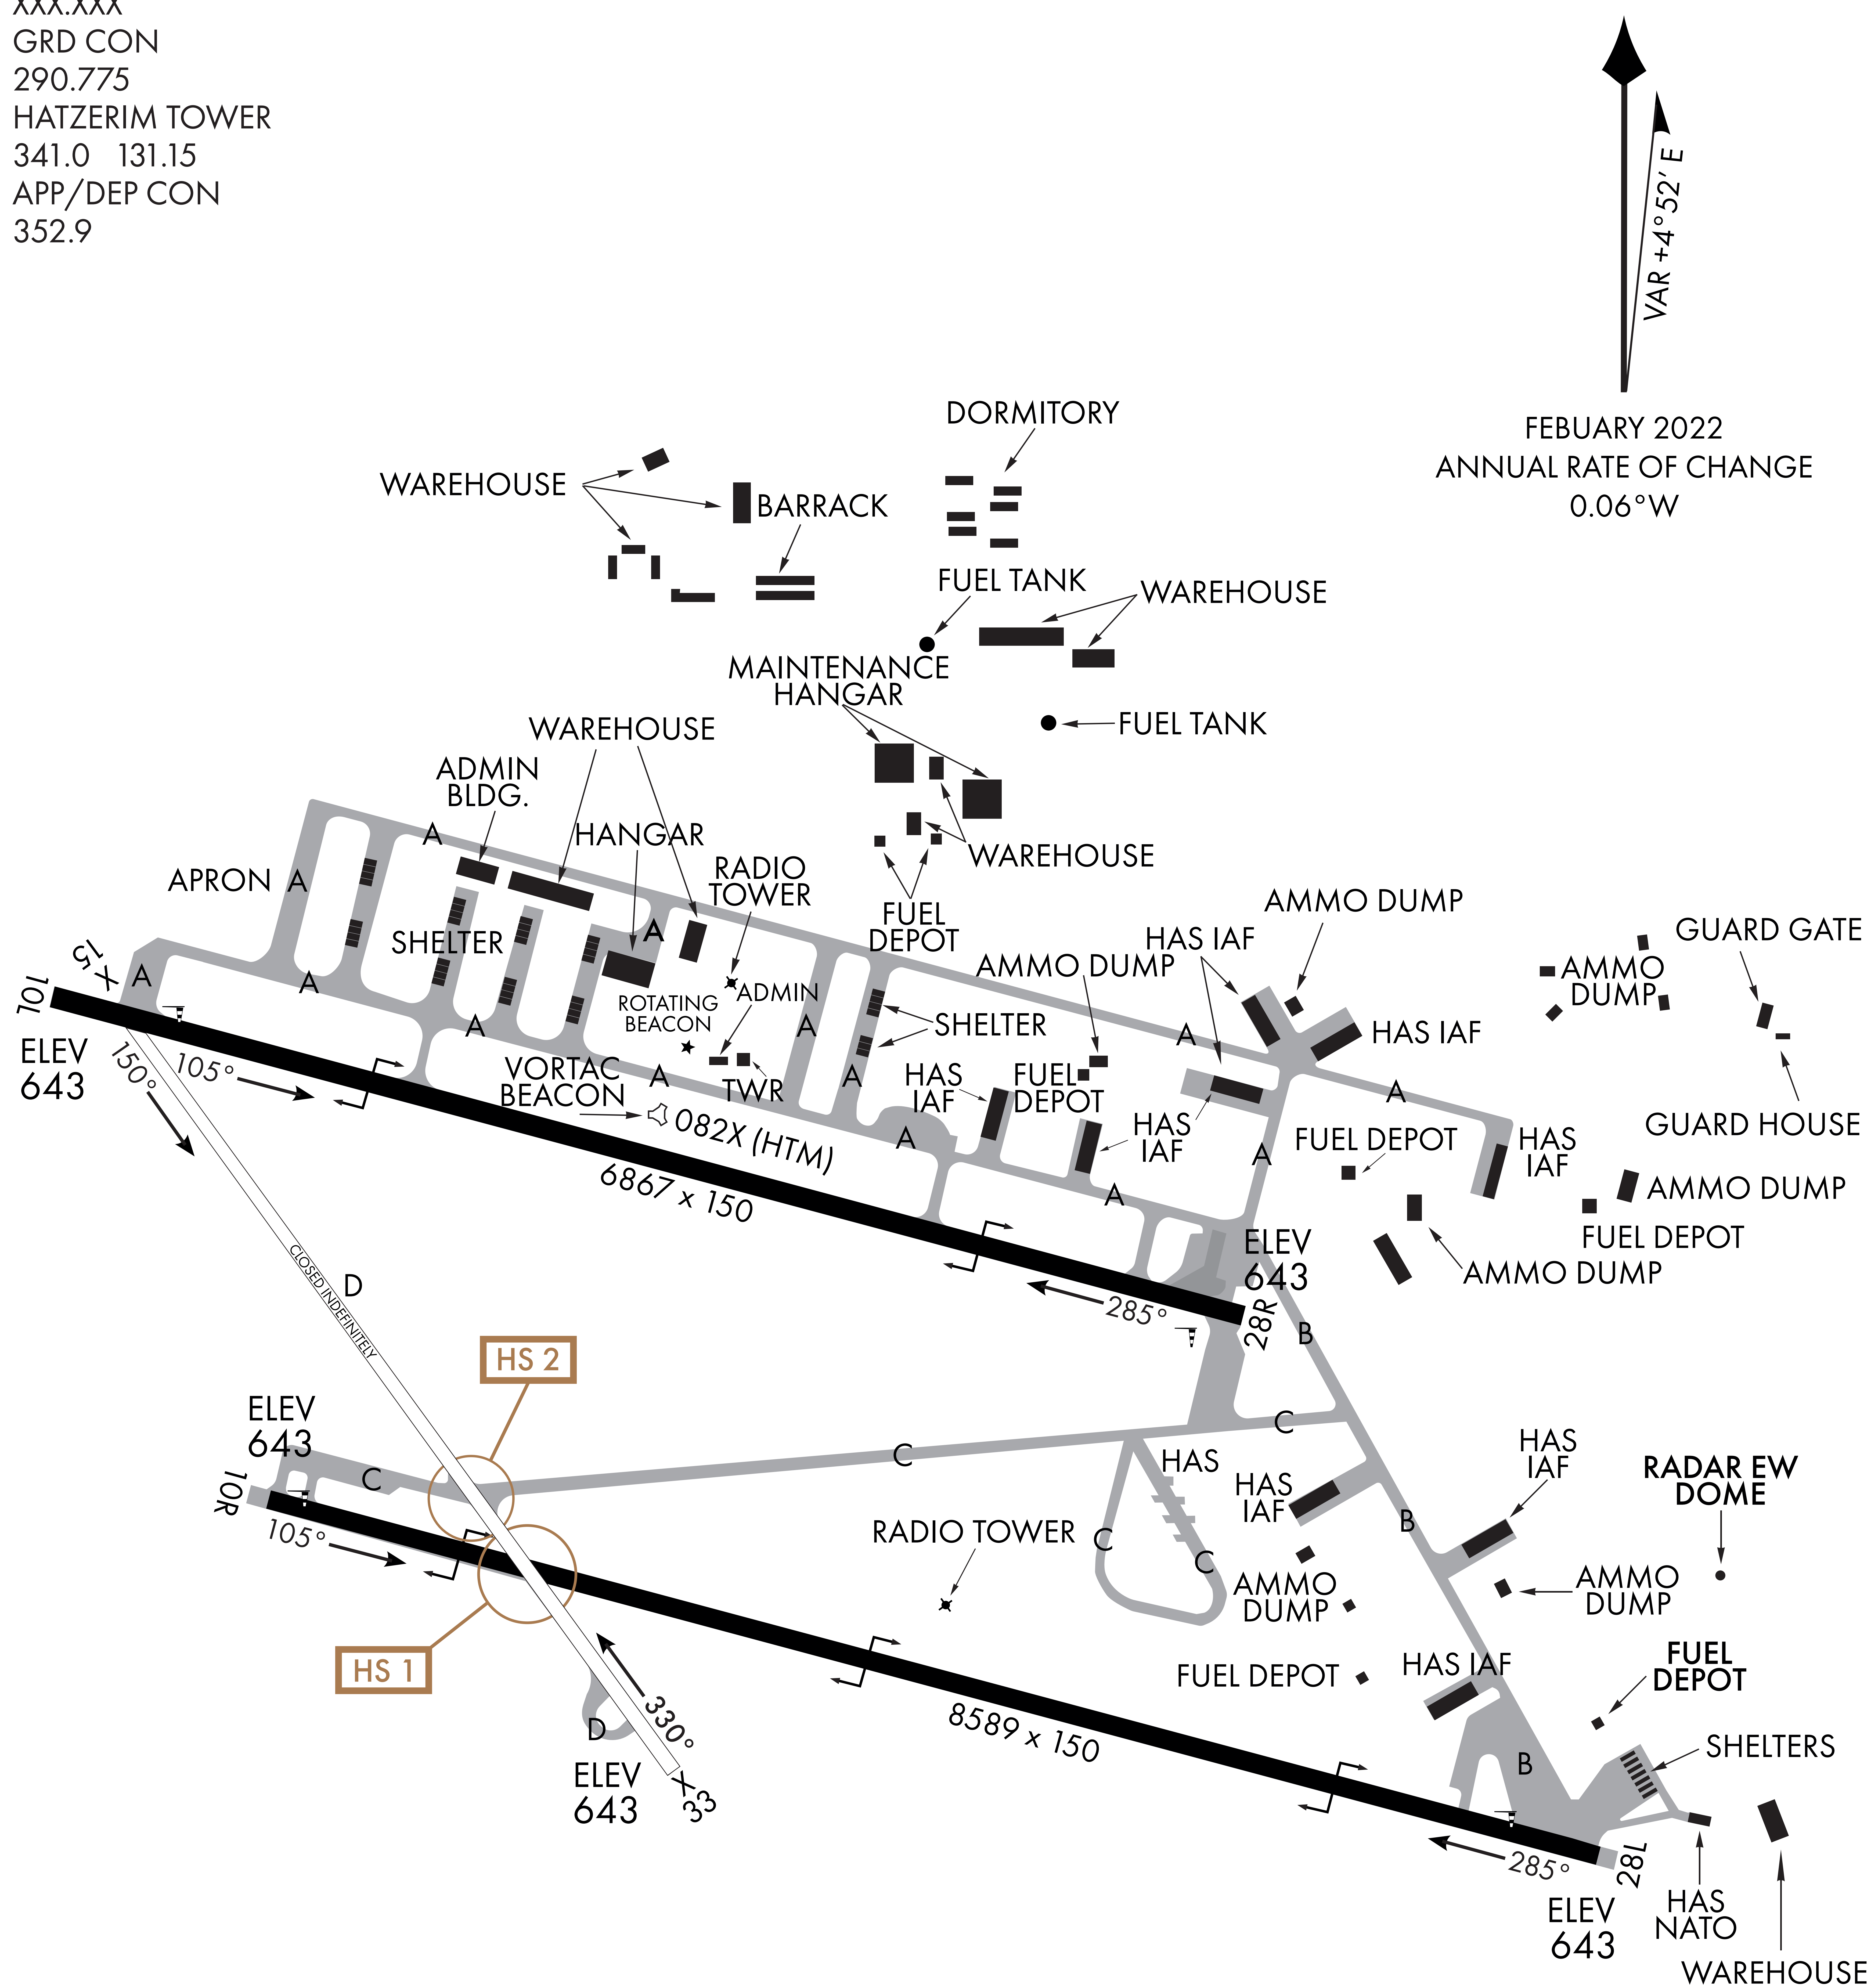 XXX.XXX
GRD CON
290.775
HATZERIM TOWER
341.0 131.15
APP/DEP CON
352.9
VAR +4°52' E
FEBUARY 2022
ANNUAL RATE OF CHANGE
0.06°W
DORMITORY
WAREHOUSE
BARRACK
FUEL TANK
WAREHOUSE
MAINTENANCE
HANGAR
FUEL TANK
WAREHOUSE
ADMIN
BLDG.
A
HANGAR
RADIO
TOWER
WAREHOUSE
APRON
A
FUEL
DEPOT
AMMO DUMP
GUARD GATE
SHELTER
A
HAS IAF
AMMO DUMP
AMMO
DUMP
15
X
A
A
10L
ADMIN
ROTATING
BEACON
A
A
SHELTER
A
HAS IAF
ELEV
643
150°
105°
VORTAC
BEACON
A
TWR
A
HAS
IAF
FUEL
DEPOT
A
082X (HTM)
A
HAS
IAF
A
FUEL DEPOT
HAS
IAF
GUARD HOUSE
6867 x 150
A
AMMO DUMP
FUEL DEPOT
AMMO DUMP
ELEV
643
285°
28R
D
CLOSED INDEFINITELY
B
HS 2
ELEV
643
C
C
C
10R
105°
HAS
HAS
IAF
HAS
IAF
RADAR EW
DOME
B
RADIO TOWER
C
C
AMMO
DUMP
AMMO
DUMP
HS 1
FUEL DEPOT
HAS IAF
FUEL
DEPOT
330°
D
8589 x 150
SHELTERS
B
ELEV
643
X
33
285°
28L
ELEV
643
HAS
NATO
WAREHOUSE